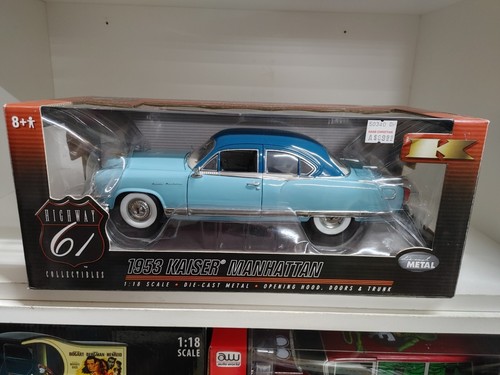 8+
HIGHWAY
61
COLLECTIBLES
K
1953 KAISER® MANHATTAN
1:18 SCALE • DIE-CAST METAL • OPENING HOOD, DOORS & TRUNK
METAL
1:18
SCALE
aw